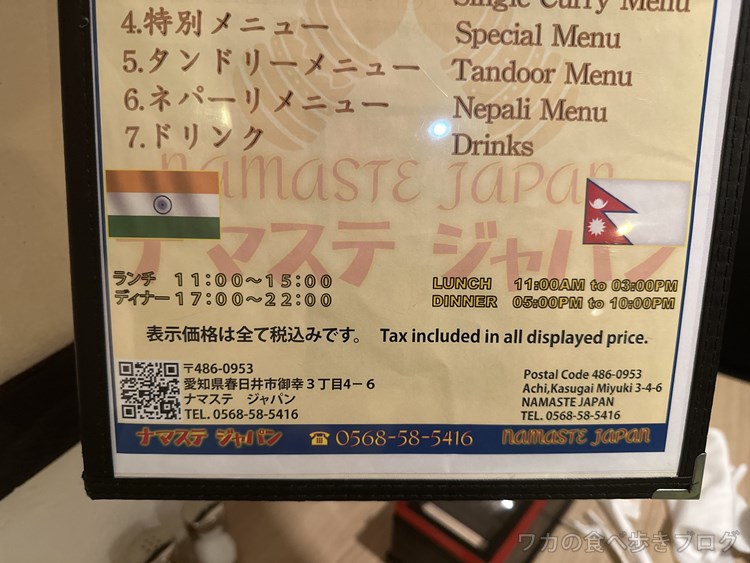 Single Curry Menu
4.特別メニュー Special Menu
5.タンドリーメニュー Tandoor Menu
6.ネパーリメニュー Nepali Menu
7.ドリンク Drinks
NAMASTE JAPAN
ナマステ ジャパン
ランチ 11:00～15:00 LUNCH 11:00AM to 03:00PM
ディナー 17:00～22:00 DINNER 05:00PM to 10:00PM
表示価格は全て税込みです。 Tax included in all displayed price.
〒486-0953
愛知県春日井市御幸３丁目4－６
ナマステ ジャパン
TEL. 0568-58-5416
Postal Code 486-0953
Achi,Kasugai Miyuki 3-4-6
NAMASTE JAPAN
TEL. 0568-58-5416
ナマステ ジャパン ☎ 0568-58-5416 NAMASTE JAPAN
ワカの食べ歩きブログ